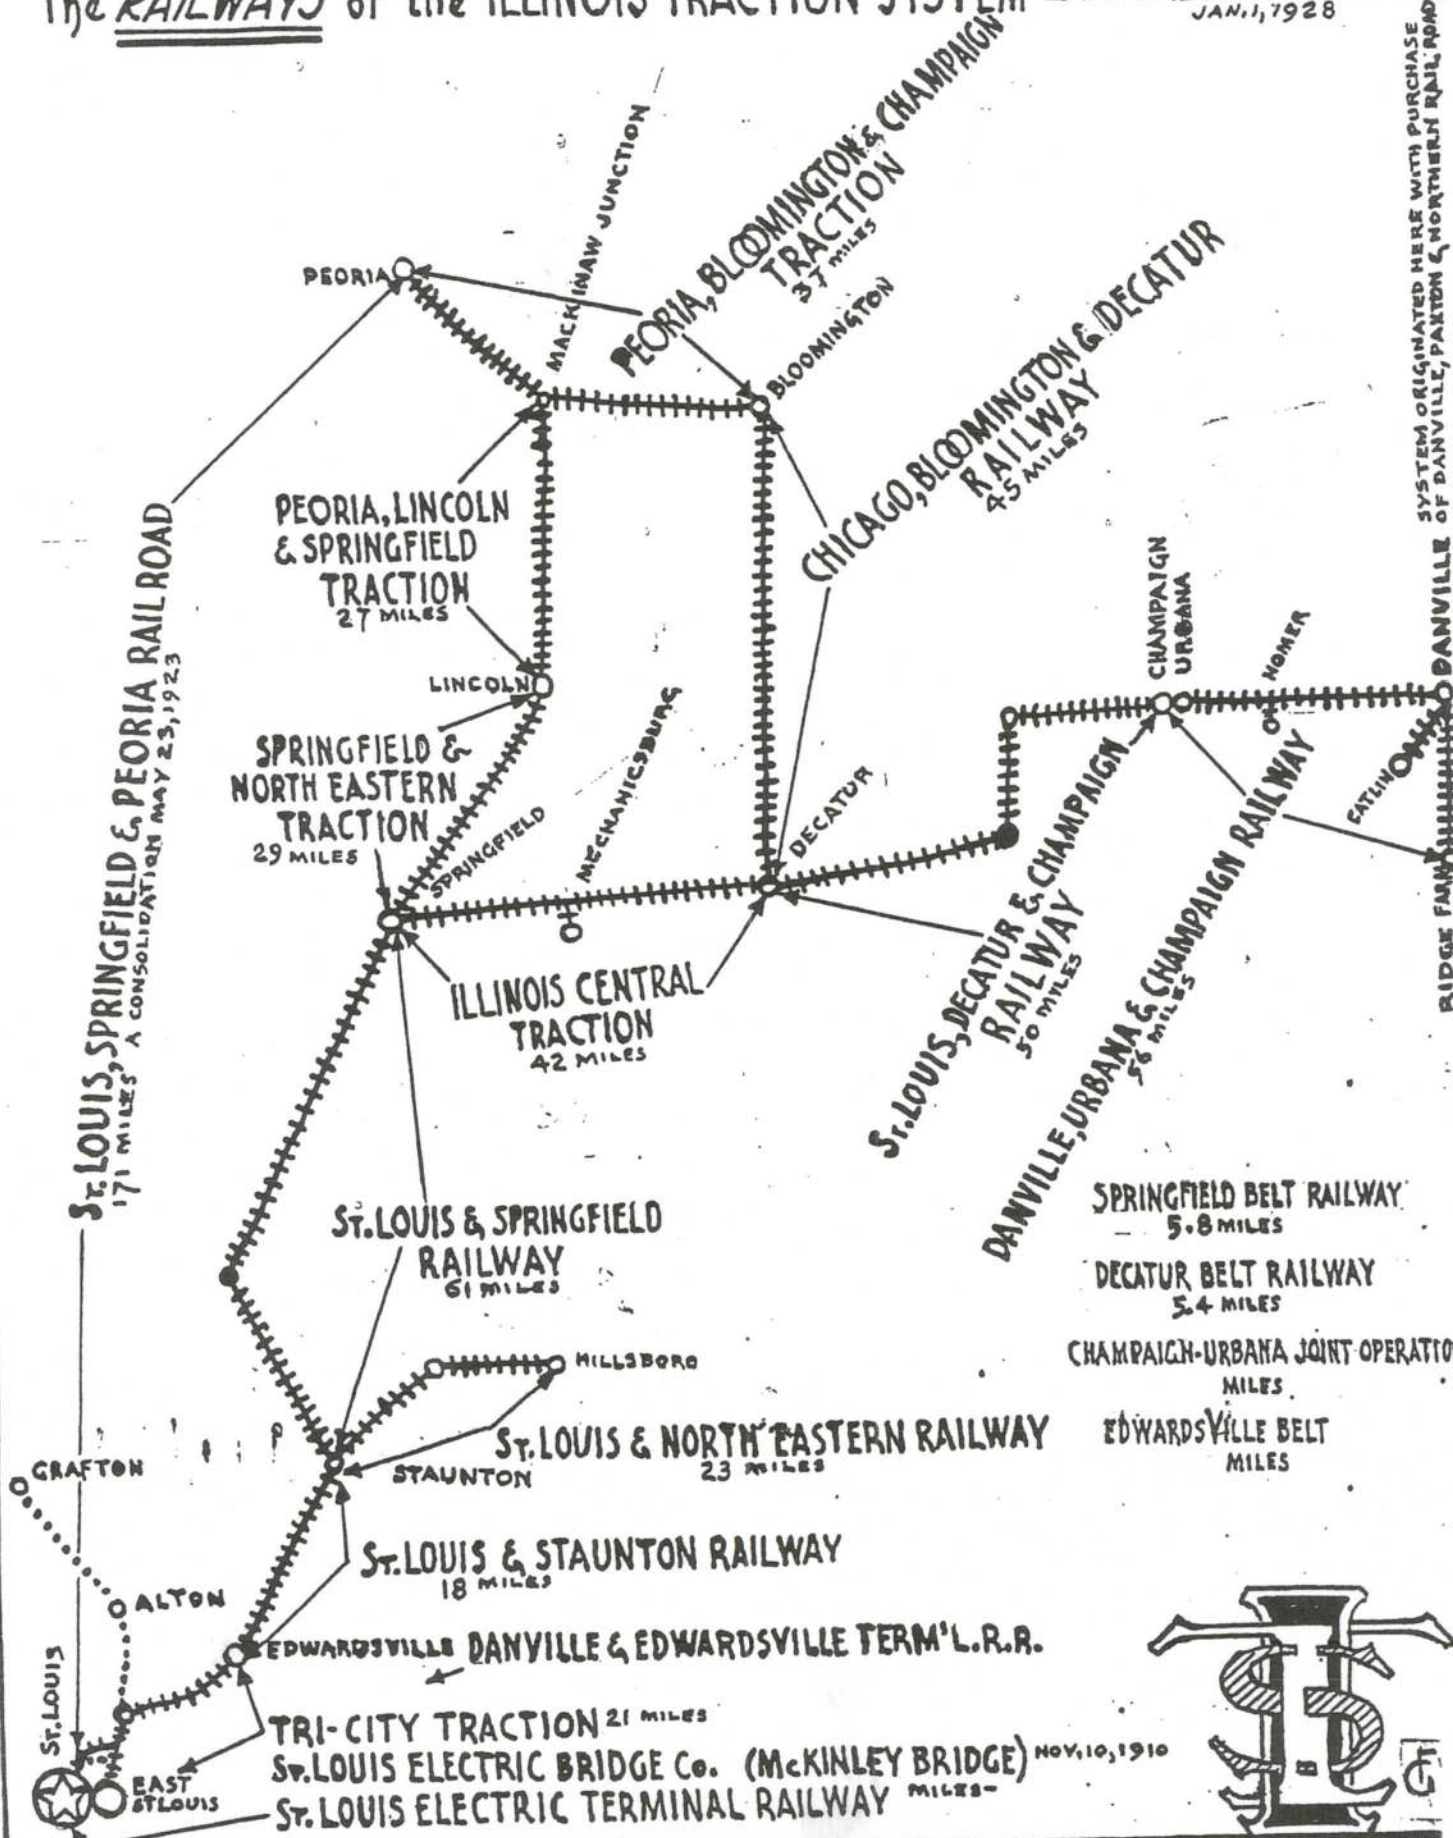 The RAILWAYS of the ILLINOIS TRACTION SYSTEM
JAN. 1, 1928
SYSTEM ORIGINATED HERE WITH PURCHASE
OF DANVILLE, PAXTON & NORTHERN RAIL ROAD
MACKINAW JUNCTION
PEORIA, BLOOMINGTON & CHAMPAIGN
TRACTION
37 MILES
PEORIA
BLOOMINGTON
CHICAGO, BLOOMINGTON & DECATUR
RAILWAY
45 MILES
PEORIA, LINCOLN
& SPRINGFIELD
TRACTION
27 MILES
ST. LOUIS, SPRINGFIELD & PEORIA RAILROAD
171 MILES A CONSOLIDATION MAY 23, 1923
LINCOLN
CHAMPAIGN
URBANA
HOMER
DANVILLE
CATLIN
RIDGE FARM
SPRINGFIELD &
NORTH EASTERN
TRACTION
29 MILES
SPRINGFIELD
MECHANICSBURG
DECATUR
ILLINOIS CENTRAL
TRACTION
42 MILES
ST. LOUIS, DECATUR & CHAMPAIGN
RAILWAY
50 MILES
DANVILLE, URBANA & CHAMPAIGN RAILWAY
56 MILES
SPRINGFIELD BELT RAILWAY
5.8 MILES
DECATUR BELT RAILWAY
5.4 MILES
CHAMPAIGN-URBANA JOINT OPERATIO
MILES
EDWARDSVILLE BELT
MILES
ST. LOUIS & SPRINGFIELD
RAILWAY
61 MILES
HILLSBORO
ST. LOUIS & NORTH EASTERN RAILWAY
23 MILES
STAUNTON
GRAFTON
ST. LOUIS & STAUNTON RAILWAY
18 MILES
ALTON
EDWARDSVILLE
DANVILLE & EDWARDSVILLE TERM'L. R.R.
ST. LOUIS
TRI-CITY TRACTION 21 MILES
ST. LOUIS ELECTRIC BRIDGE Co. (McKINLEY BRIDGE) NOV. 10, 1910
EAST
ST LOUIS
ST. LOUIS ELECTRIC TERMINAL RAILWAY MILES-
ITS